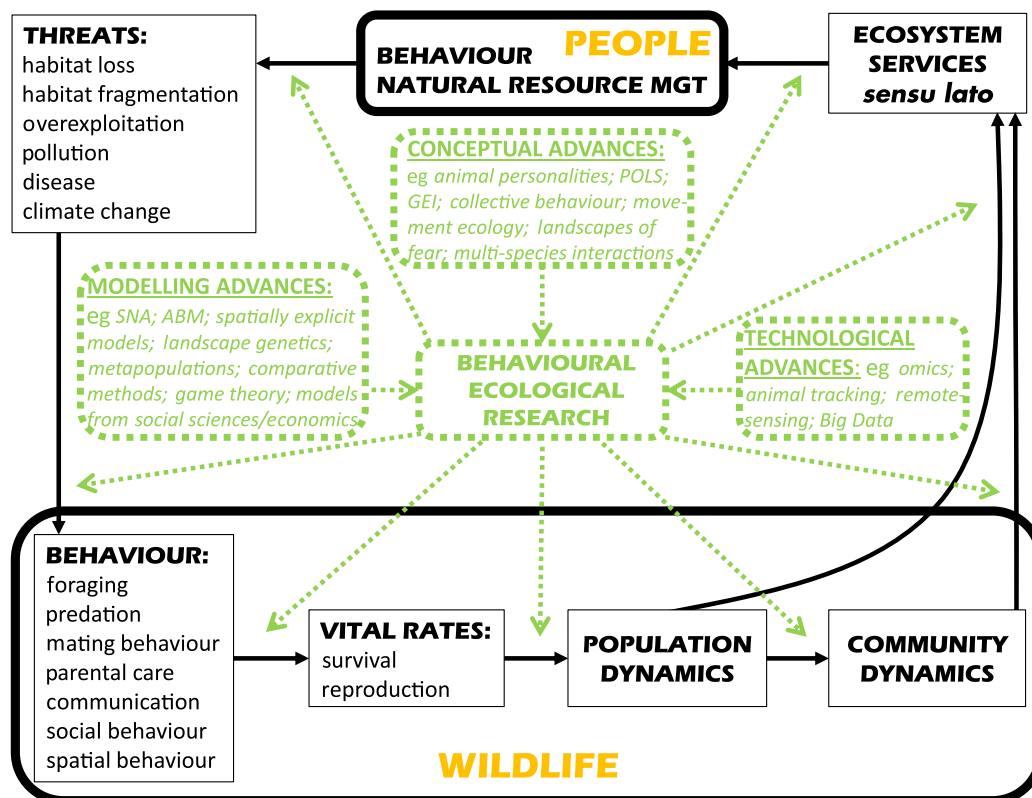 THREATS:
habitat loss
habitat fragmentation
overexploitation
pollution
disease
climate change
PEOPLE
BEHAVIOUR
NATURAL RESOURCE MGT
ECOSYSTEM
SERVICES
sensu lato
CONCEPTUAL ADVANCES:
eg animal personalities; POLS;
GEI; collective behaviour; move-
ment ecology; landscapes of
fear; multi-species interactions
MODELLING ADVANCES:
eg SNA; ABM; spatially explicit
models; landscape genetics;
metapopulations; comparative
methods; game theory; models
from social sciences/economics
BEHAVIOURAL
ECOLOGICAL
RESEARCH
TECHNOLOGICAL
ADVANCES: eg omics;
animal tracking; remote-
sensing; Big Data
BEHAVIOUR:
foraging
predation
mating behaviour
parental care
communication
social behaviour
spatial behaviour
VITAL RATES:
survival
reproduction
POPULATION
DYNAMICS
COMMUNITY
DYNAMICS
WILDLIFE